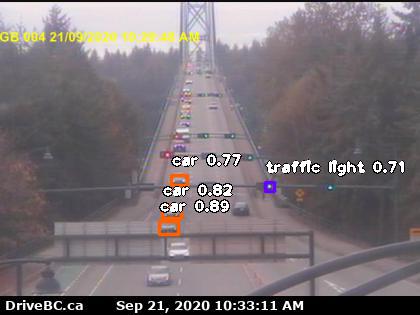 GB 004 21/09/2020 10:32:48 AM
car 0.77
traffic light 0.71
car 0.82
car 0.89
DriveBC.ca Sep 21, 2020 10:33:11 AM